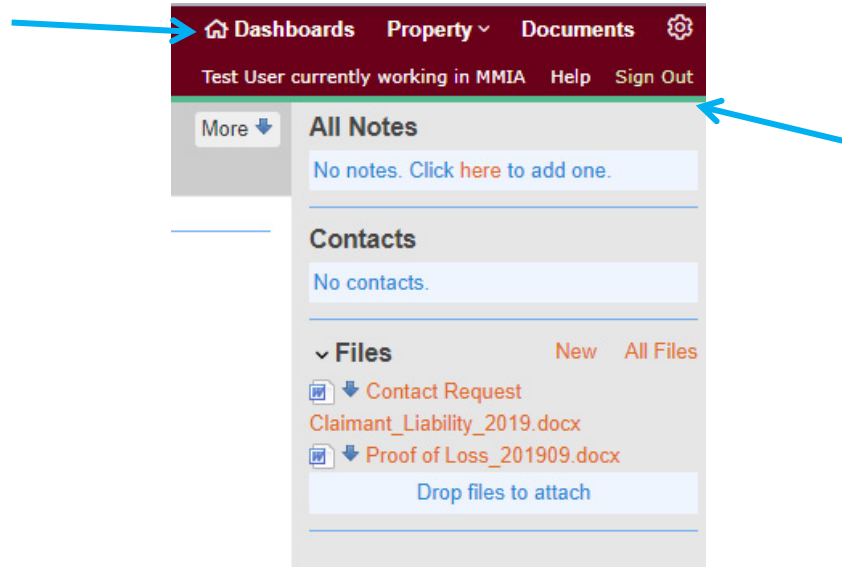 Dashboards Property Documents
Test User currently working in MMIA Help Sign Out
More
All Notes
No notes. Click here to add one.
Contacts
No contacts.
Files New All Files
Contact Request
Claimant_Liability_2019.docx
Proof of Loss_201909.docx
Drop files to attach